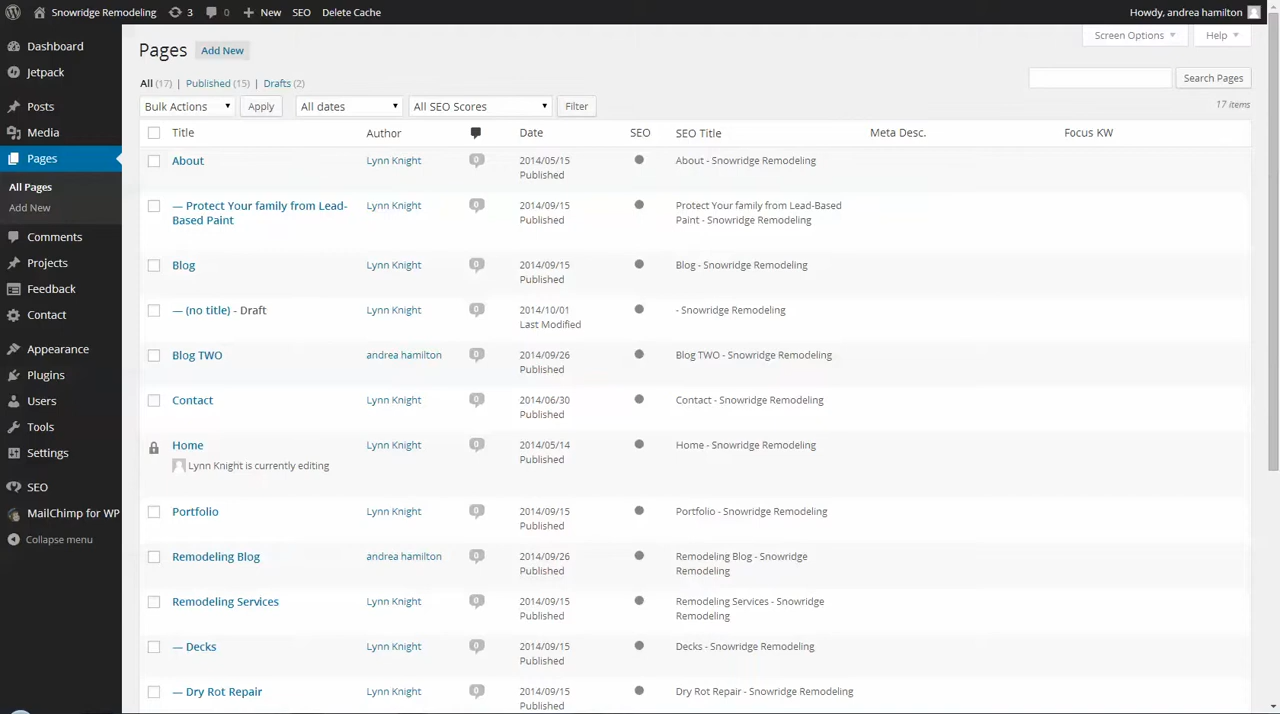 Snowridge Remodeling 3 0 New SEO Delete Cache Howdy, andrea hamilton
Dashboard
Jetpack
Posts
Media
Pages
All Pages
Add New
Comments
Projects
Feedback
Contact
Appearance
Plugins
Users
Tools
Settings
SEO
MailChimp for WP
Collapse menu
Screen Options Help
Pages Add New
All (17) | Published (15) | Drafts (2)
Search Pages
Bulk Actions Apply All dates All SEO Scores Filter
17 items
Title Author Date SEO SEO Title Meta Desc. Focus KW
About Lynn Knight 0 2014/05/15 About - Snowridge Remodeling
Published
— Protect Your family from Lead- Lynn Knight 0 2014/09/15 Protect Your family from Lead-Based
Based Paint Published Paint - Snowridge Remodeling
Blog Lynn Knight 0 2014/09/15 Blog - Snowridge Remodeling
Published
— (no title) - Draft Lynn Knight 0 2014/10/01 - Snowridge Remodeling
Last Modified
Blog TWO andrea hamilton 0 2014/09/26 Blog TWO - Snowridge Remodeling
Published
Contact Lynn Knight 0 2014/06/30 Contact - Snowridge Remodeling
Published
Home Lynn Knight 0 2014/05/14 Home - Snowridge Remodeling
Published
Lynn Knight is currently editing
Portfolio Lynn Knight 0 2014/09/15 Portfolio - Snowridge Remodeling
Published
Remodeling Blog andrea hamilton 0 2014/09/26 Remodeling Blog - Snowridge
Published Remodeling
Remodeling Services Lynn Knight 0 2014/09/15 Remodeling Services - Snowridge
Published Remodeling
— Decks Lynn Knight 0 2014/09/15 Decks - Snowridge Remodeling
Published
— Dry Rot Repair Lynn Knight 0 2014/09/15 Dry Rot Repair - Snowridge Remodeling
Published